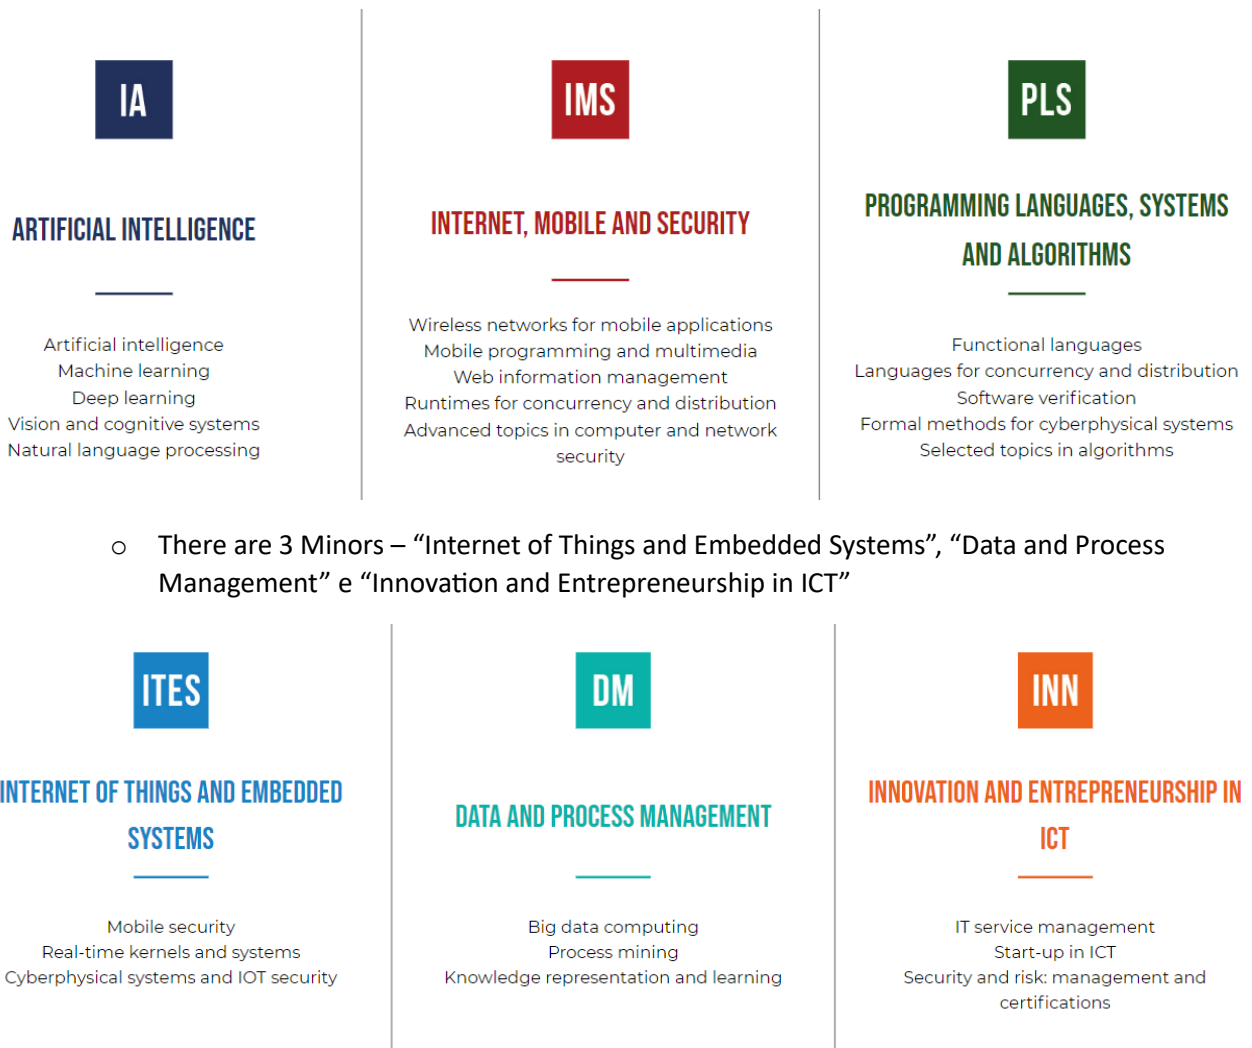 IA
ARTIFICIAL INTELLIGENCE
Artificial intelligence
Machine learning
Deep learning
Vision and cognitive systems
Natural language processing
IMS
INTERNET, MOBILE AND SECURITY
Wireless networks for mobile applications
Mobile programming and multimedia
Web information management
Runtimes for concurrency and distribution
Advanced topics in computer and network
security
PLS
PROGRAMMING LANGUAGES, SYSTEMS
AND ALGORITHMS
Functional languages
Languages for concurrency and distribution
Software verification
Formal methods for cyberphysical systems
Selected topics in algorithms
o There are 3 Minors – “Internet of Things and Embedded Systems”, “Data and Process
Management” e “Innovation and Entrepreneurship in ICT”
ITES
INTERNET OF THINGS AND EMBEDDED
SYSTEMS
Mobile security
Real-time kernels and systems
Cyberphysical systems and IOT security
DM
DATA AND PROCESS MANAGEMENT
Big data computing
Process mining
Knowledge representation and learning
INN
INNOVATION AND ENTREPRENEURSHIP IN
ICT
IT service management
Start-up in ICT
Security and risk: management and
certifications